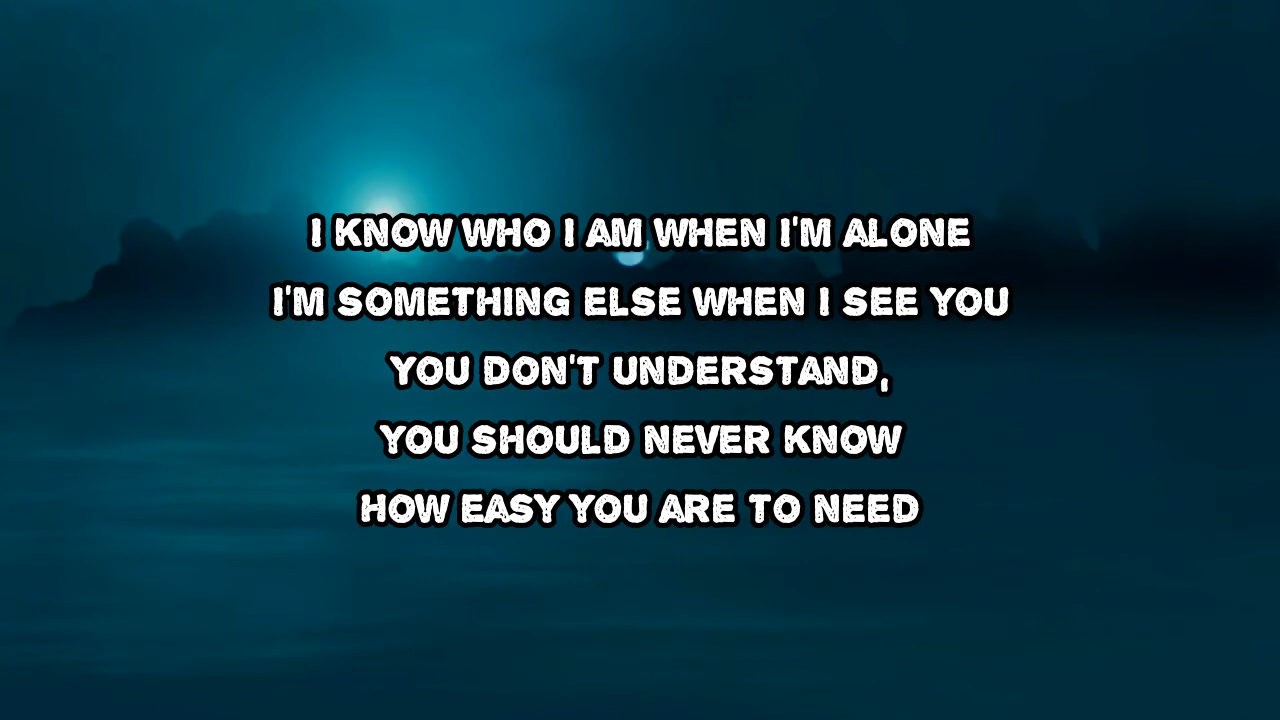 I KNOW WHO I AM WHEN I'M ALONE
I'M SOMETHING ELSE WHEN I SEE YOU
YOU DON'T UNDERSTAND,
YOU SHOULD NEVER KNOW
HOW EASY YOU ARE TO NEED